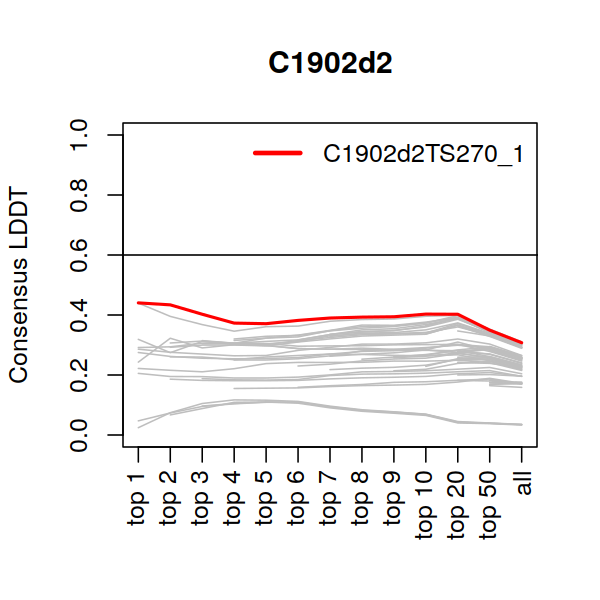 C1902d2
C1902d2TS270_1
Consensus LDDT
1.0
0.8
0.6
0.4
0.2
0.0
top 1
top 2
top 3
top 4
top 5
top 6
top 7
top 8
top 9
top 10
top 20
top 50
all